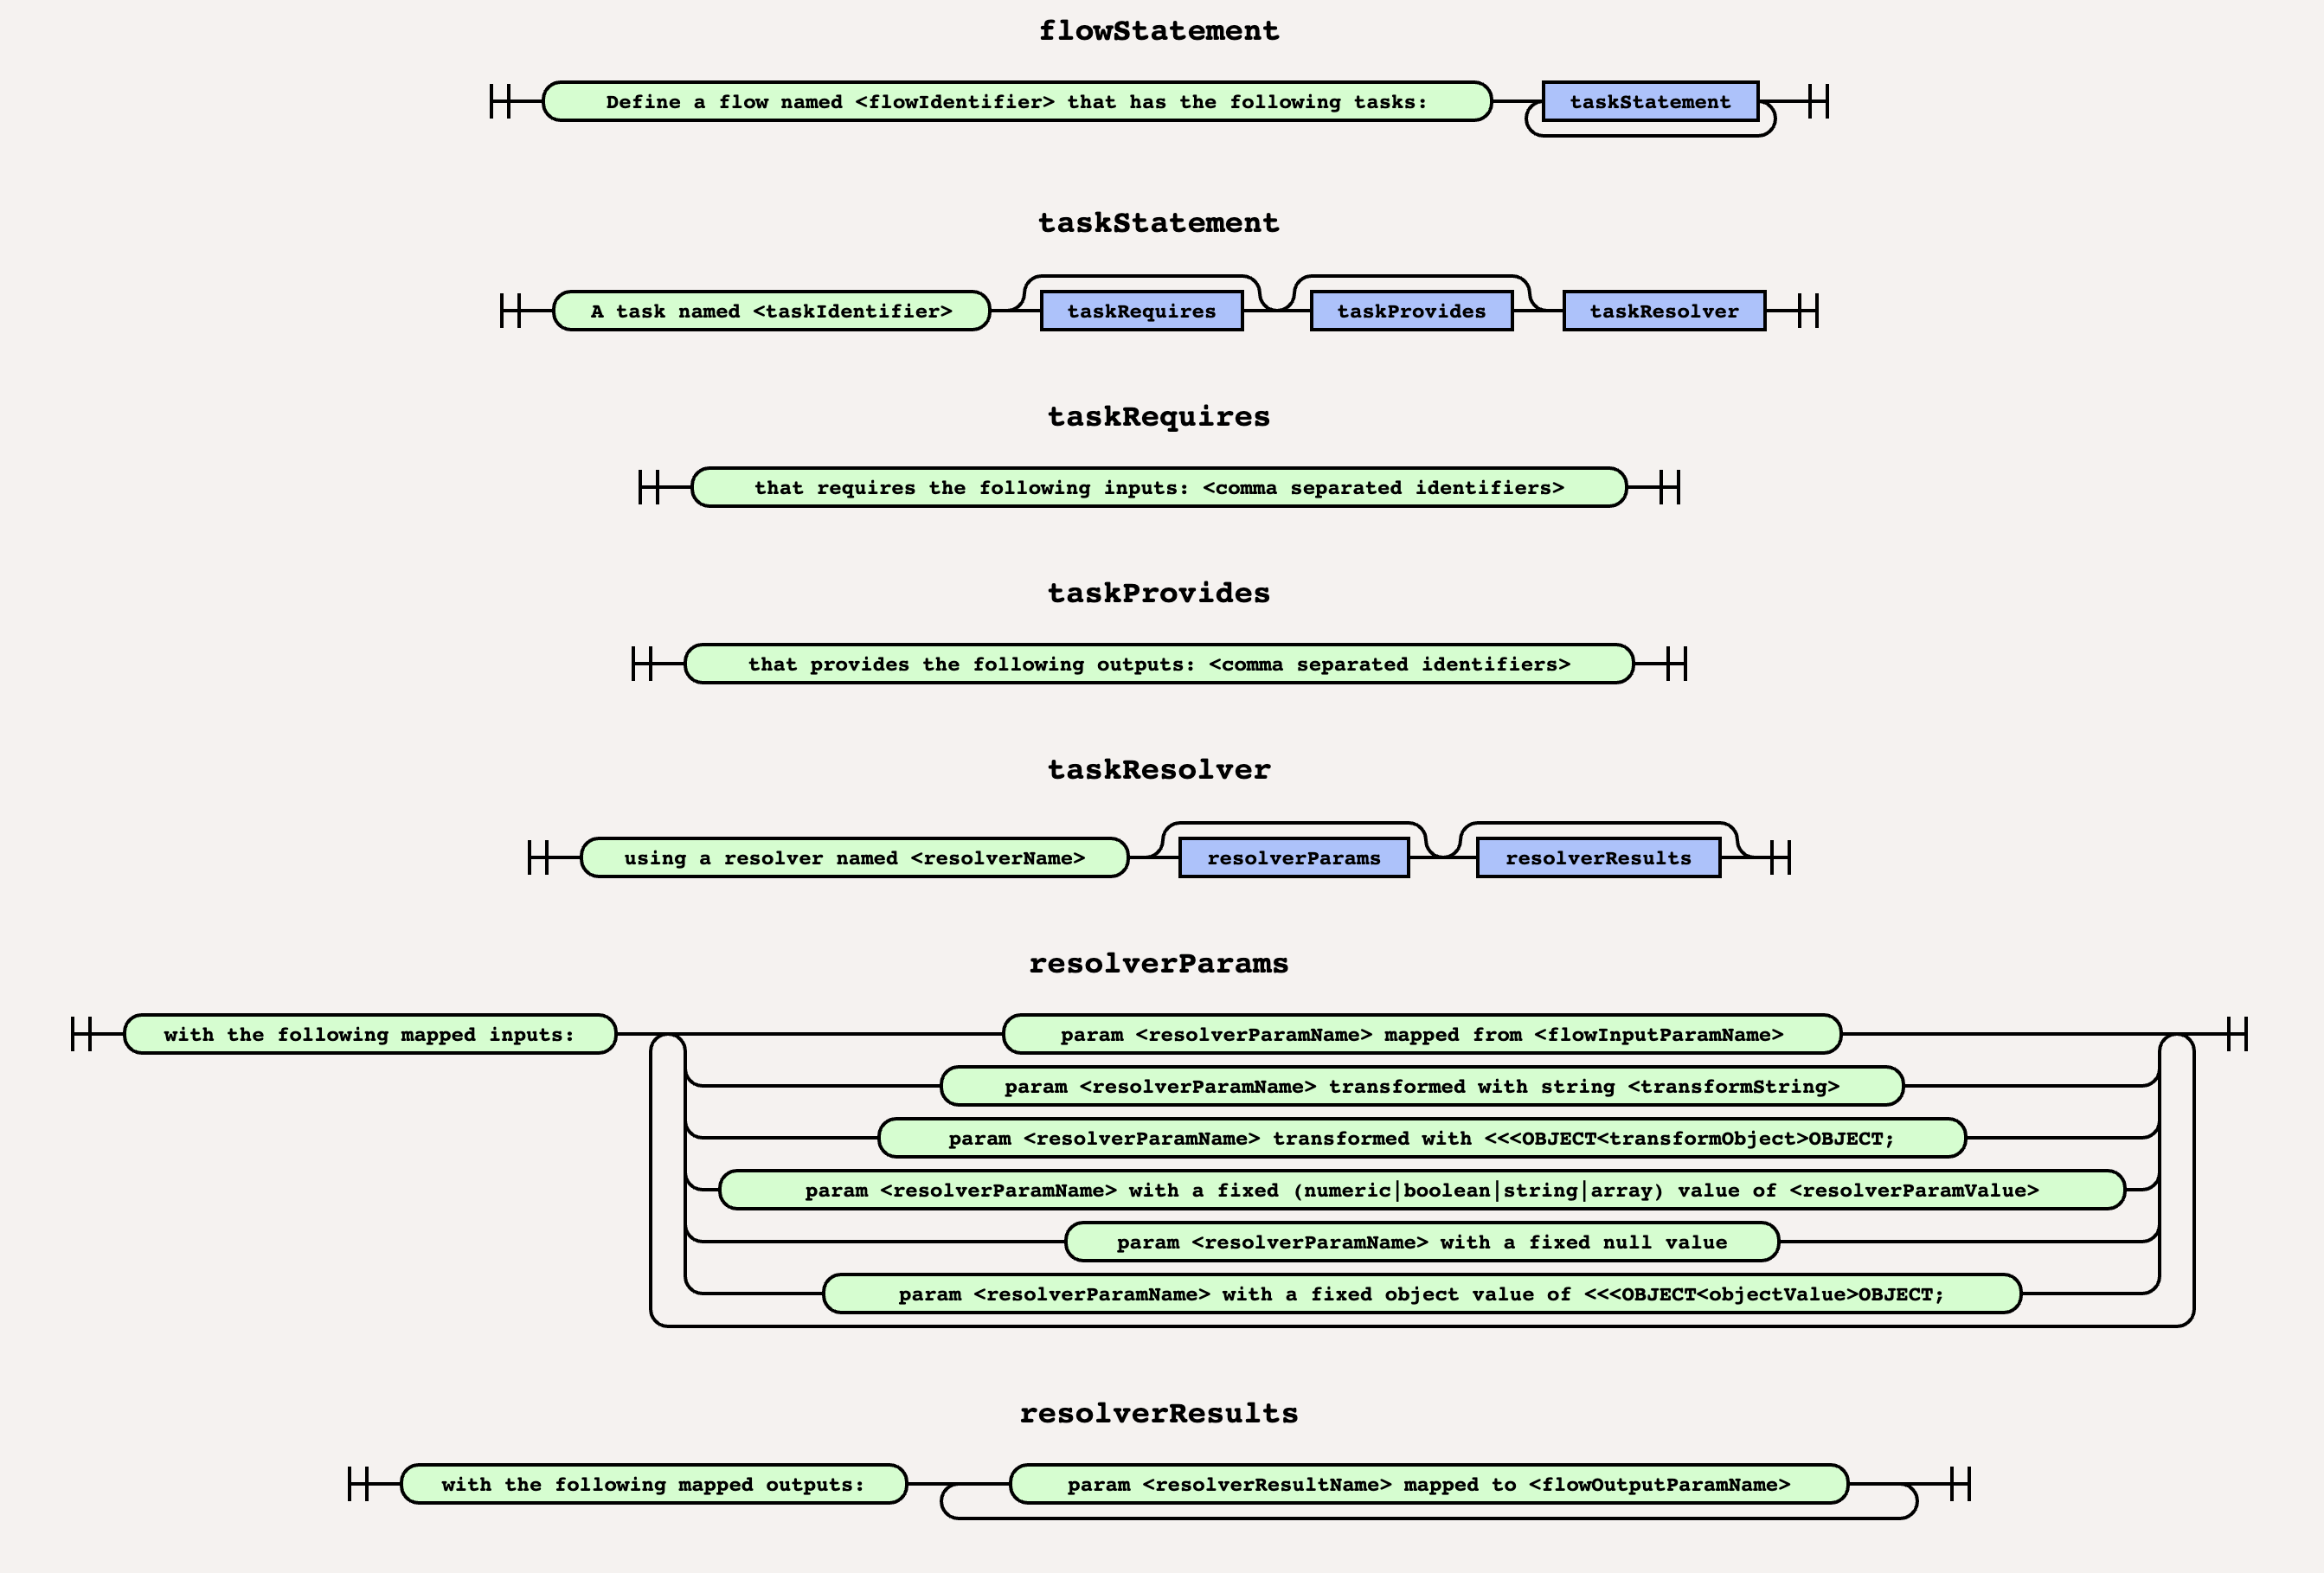 flowStatement
Define a flow named <flowIdentifier> that has the following tasks:
taskStatement
taskStatement
A task named <taskIdentifier>
taskRequires
taskProvides
taskResolver
taskRequires
that requires the following inputs: <comma separated identifiers>
taskProvides
that provides the following outputs: <comma separated identifiers>
taskResolver
using a resolver named <resolverName>
resolverParams
resolverResults
resolverParams
with the following mapped inputs:
param <resolverParamName> mapped from <flowInputParamName>
param <resolverParamName> transformed with string <transformString>
param <resolverParamName> transformed with <<<OBJECT<transformObject>OBJECT;
param <resolverParamName> with a fixed (numeric|boolean|string|array) value of <resolverParamValue>
param <resolverParamName> with a fixed null value
param <resolverParamName> with a fixed object value of <<<OBJECT<objectValue>OBJECT;
resolverResults
with the following mapped outputs:
param <resolverResultName> mapped to <flowOutputParamName>